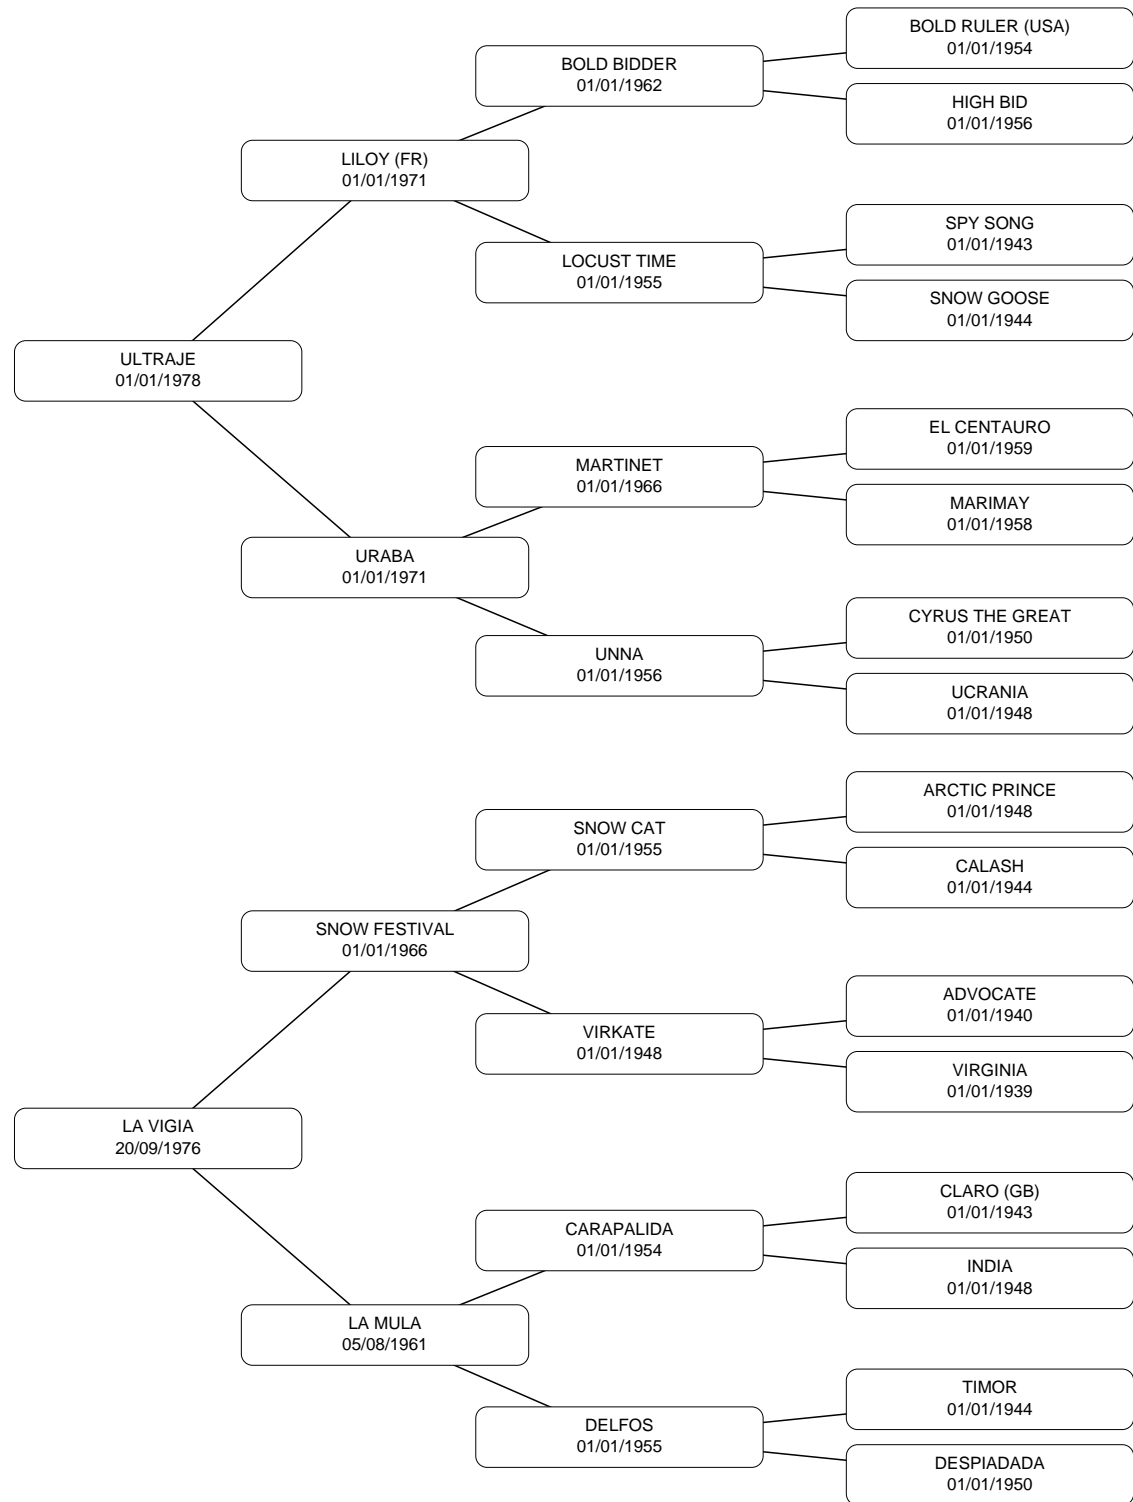 BOLD RULER (USA)
01/01/1954
BOLD BIDDER
01/01/1962
HIGH BID
01/01/1956
LILOY (FR)
01/01/1971
SPY SONG
01/01/1943
LOCUST TIME
01/01/1955
SNOW GOOSE
01/01/1944
ULTRAJE
01/01/1978
EL CENTAURO
01/01/1959
MARTINET
01/01/1966
MARIMAY
01/01/1958
URABA
01/01/1971
CYRUS THE GREAT
01/01/1950
UNNA
01/01/1956
UCRANIA
01/01/1948
ARCTIC PRINCE
01/01/1948
SNOW CAT
01/01/1955
CALASH
01/01/1944
SNOW FESTIVAL
01/01/1966
ADVOCATE
01/01/1940
VIRKATE
01/01/1948
VIRGINIA
01/01/1939
LA VIGIA
20/09/1976
CLARO (GB)
01/01/1943
CARAPALIDA
01/01/1954
INDIA
01/01/1948
LA MULA
05/08/1961
TIMOR
01/01/1944
DELFOS
01/01/1955
DESPIADADA
01/01/1950